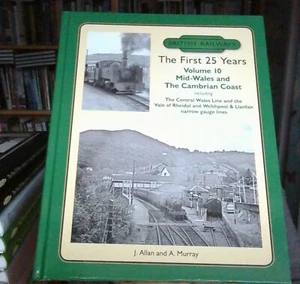 BRITISH RAILWAYS
The First 25 Years
Volume 10
Mid-Wales and
The Cambrian Coast
including
The Central Wales Line and the
Vale of Rheidol and Welshpool & Llanfair
narrow gauge lines
J. Allan and A. Murray